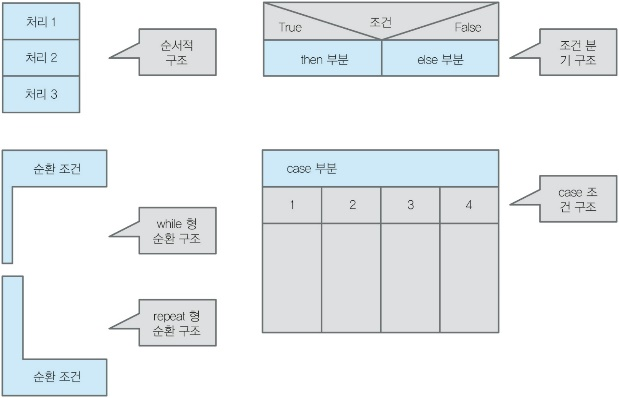 처리 1
처리 2
처리 3
순서적
구조
조건
True
False
then 부분
else 부분
조건 분
기 구조
순환 조건
while 형
순환 구조
repeat 형
순환 구조
순환 조건
case 부분
1
2
3
4
case 조
건 구조